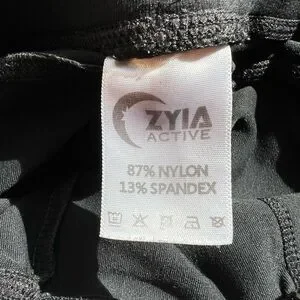 ZYIA
ACTIVE
87% NYLON
13% SPANDEX